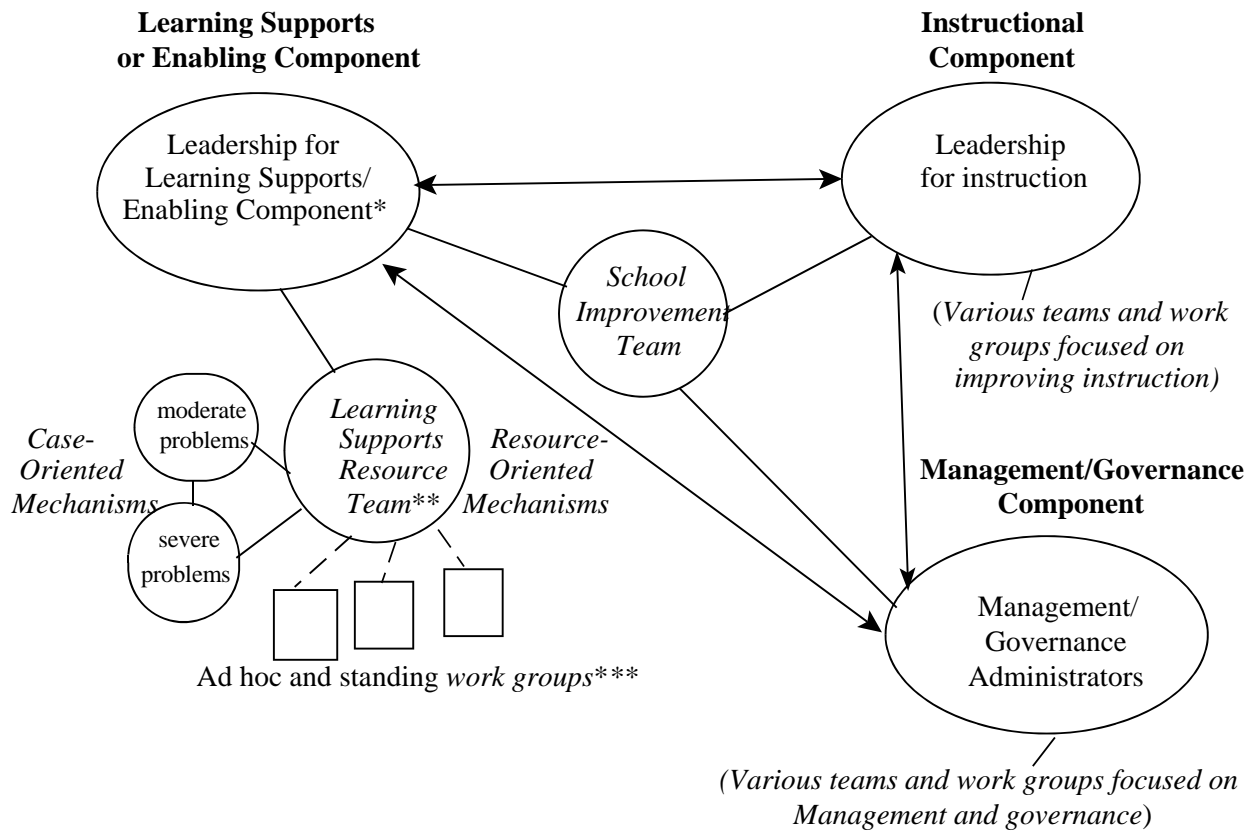 Learning Supports
or Enabling Component
Instructional
Component
Leadership for
Learning Supports/
Enabling Component*
Leadership
for instruction
School
Improvement
Team
(Various teams and work
groups focused on
improving instruction)
moderate
problems
Case-
Oriented
Mechanisms
severe
problems
Learning
Supports
Resource
Team**
Resource-
Oriented
Mechanisms
Ad hoc and standing work groups***
Management/Governance
Component
Management/
Governance
Administrators
(Various teams and work groups focused on
Management and governance)